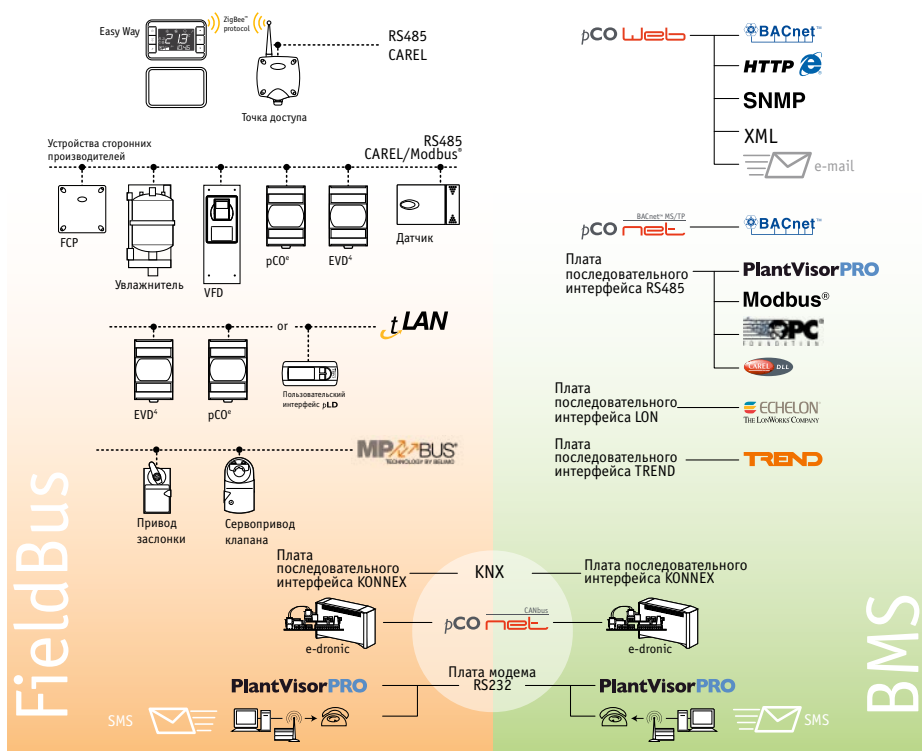 Easy Way
ZigBee™
protocol
RS485
CAREL
Точка доступа
Устройства сторонних
производителей
RS485
CAREL/Modbus®
FCP
Увлажнитель
VFD
pCOe
EVD4
Датчик
or
tLAN
EVD4
pCOe
Пользовательский
интерфейс pLD
MP BUS®
TECHNOLOGY BY BELIMO
Привод
заслонки
Сервопривод
клапана
FieldBus
pCO Web
BACnet™
HTTP
SNMP
XML
e-mail
BACnet™ MS/TP
pCO net
BACnet™
Плата
последовательного
интерфейса RS485
PlantVisorPRO
Modbus®
OPC
FOUNDATION
CAREL DLL
Плата
последовательного
интерфейса LON
ECHELON
THE LONWORKS COMPANY
Плата
последовательного
интерфейса TREND
TREND
BMS
Плата
последовательного
интерфейса KONNEX
KNX
Плата последовательного
интерфейса KONNEX
e-dronic
CANbus
pCO net
e-dronic
Плата модема
RS232
PlantVisorPRO
PlantVisorPRO
SMS
SMS